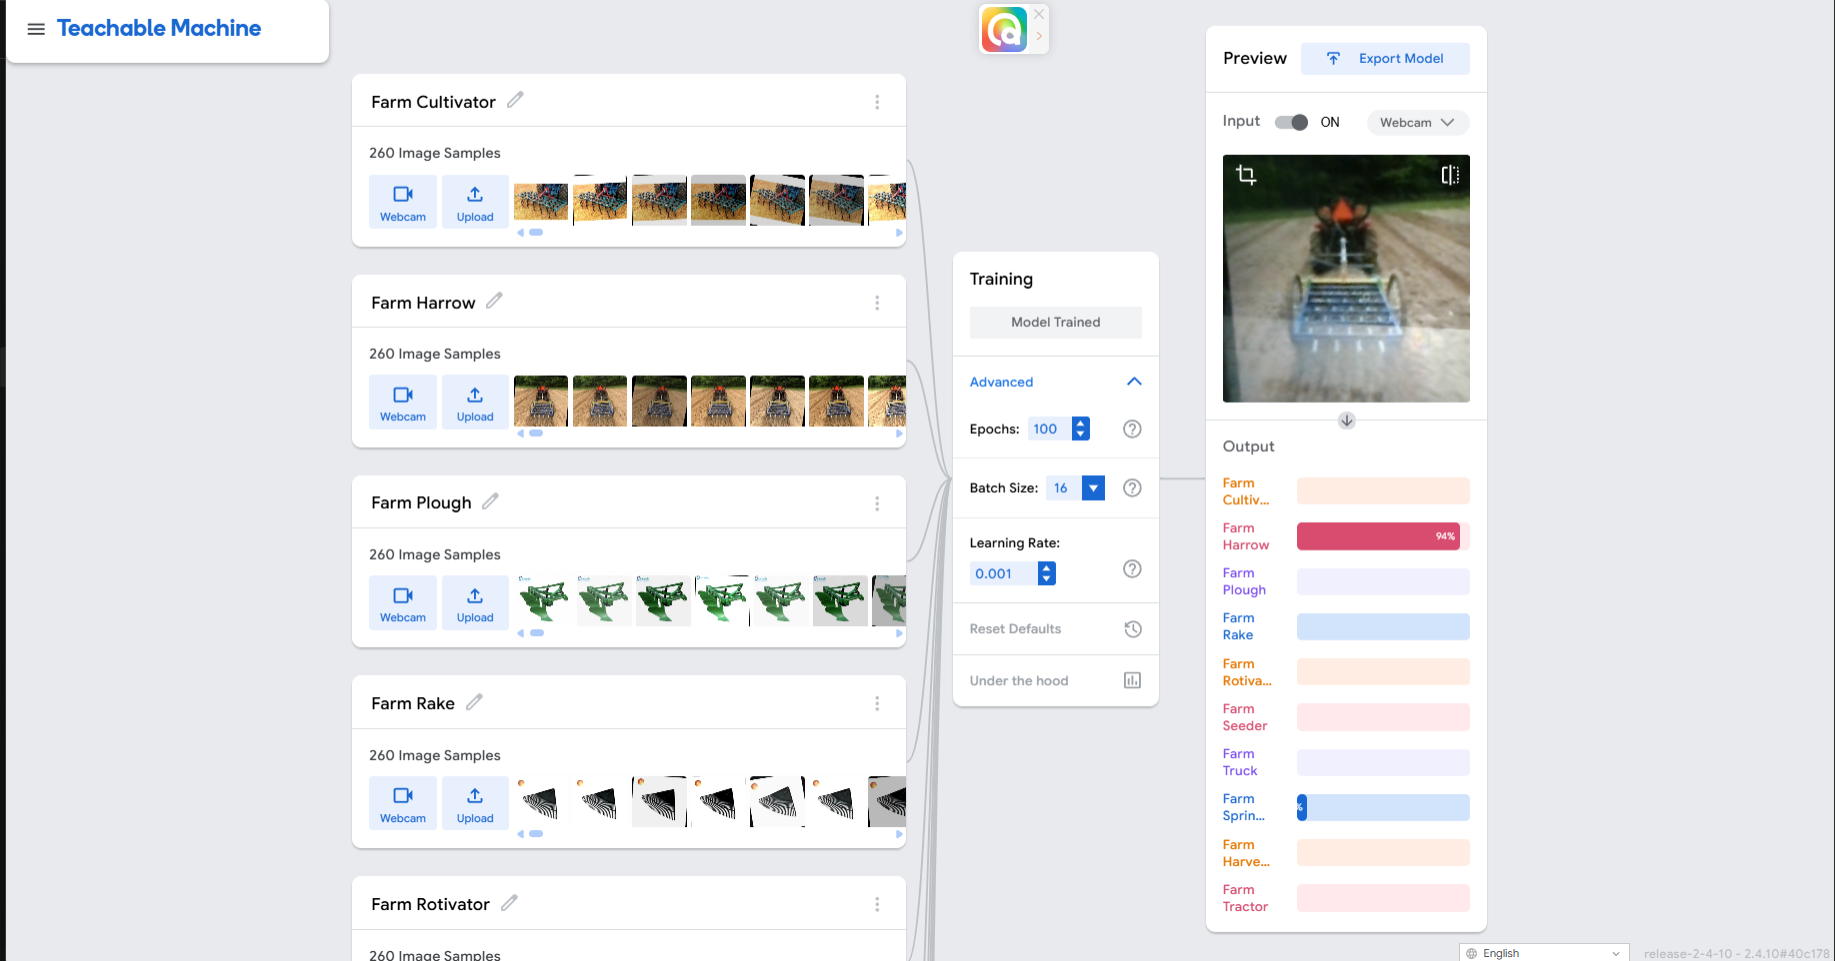 Teachable Machine
Farm Cultivator
260 Image Samples
Webcam
Upload
Farm Harrow
260 Image Samples
Webcam
Upload
Farm Plough
260 Image Samples
Webcam
Upload
Farm Rake
260 Image Samples
Webcam
Upload
Farm Rotivator
260 Image Samples
Training
Model Trained
Advanced
Epochs: 100
Batch Size: 16
Learning Rate:
0.001
Reset Defaults
Under the hood
Preview
Export Model
Input ON Webcam
Output
Farm
Cultiv...
Farm
Harrow
94%
Farm
Plough
Farm
Rake
Farm
Rotiva...
Farm
Seeder
Farm
Truck
Farm
Sprin...
%
Farm
Harve...
Farm
Tractor
English
release-2-4-10 - 2.4.10#40c178